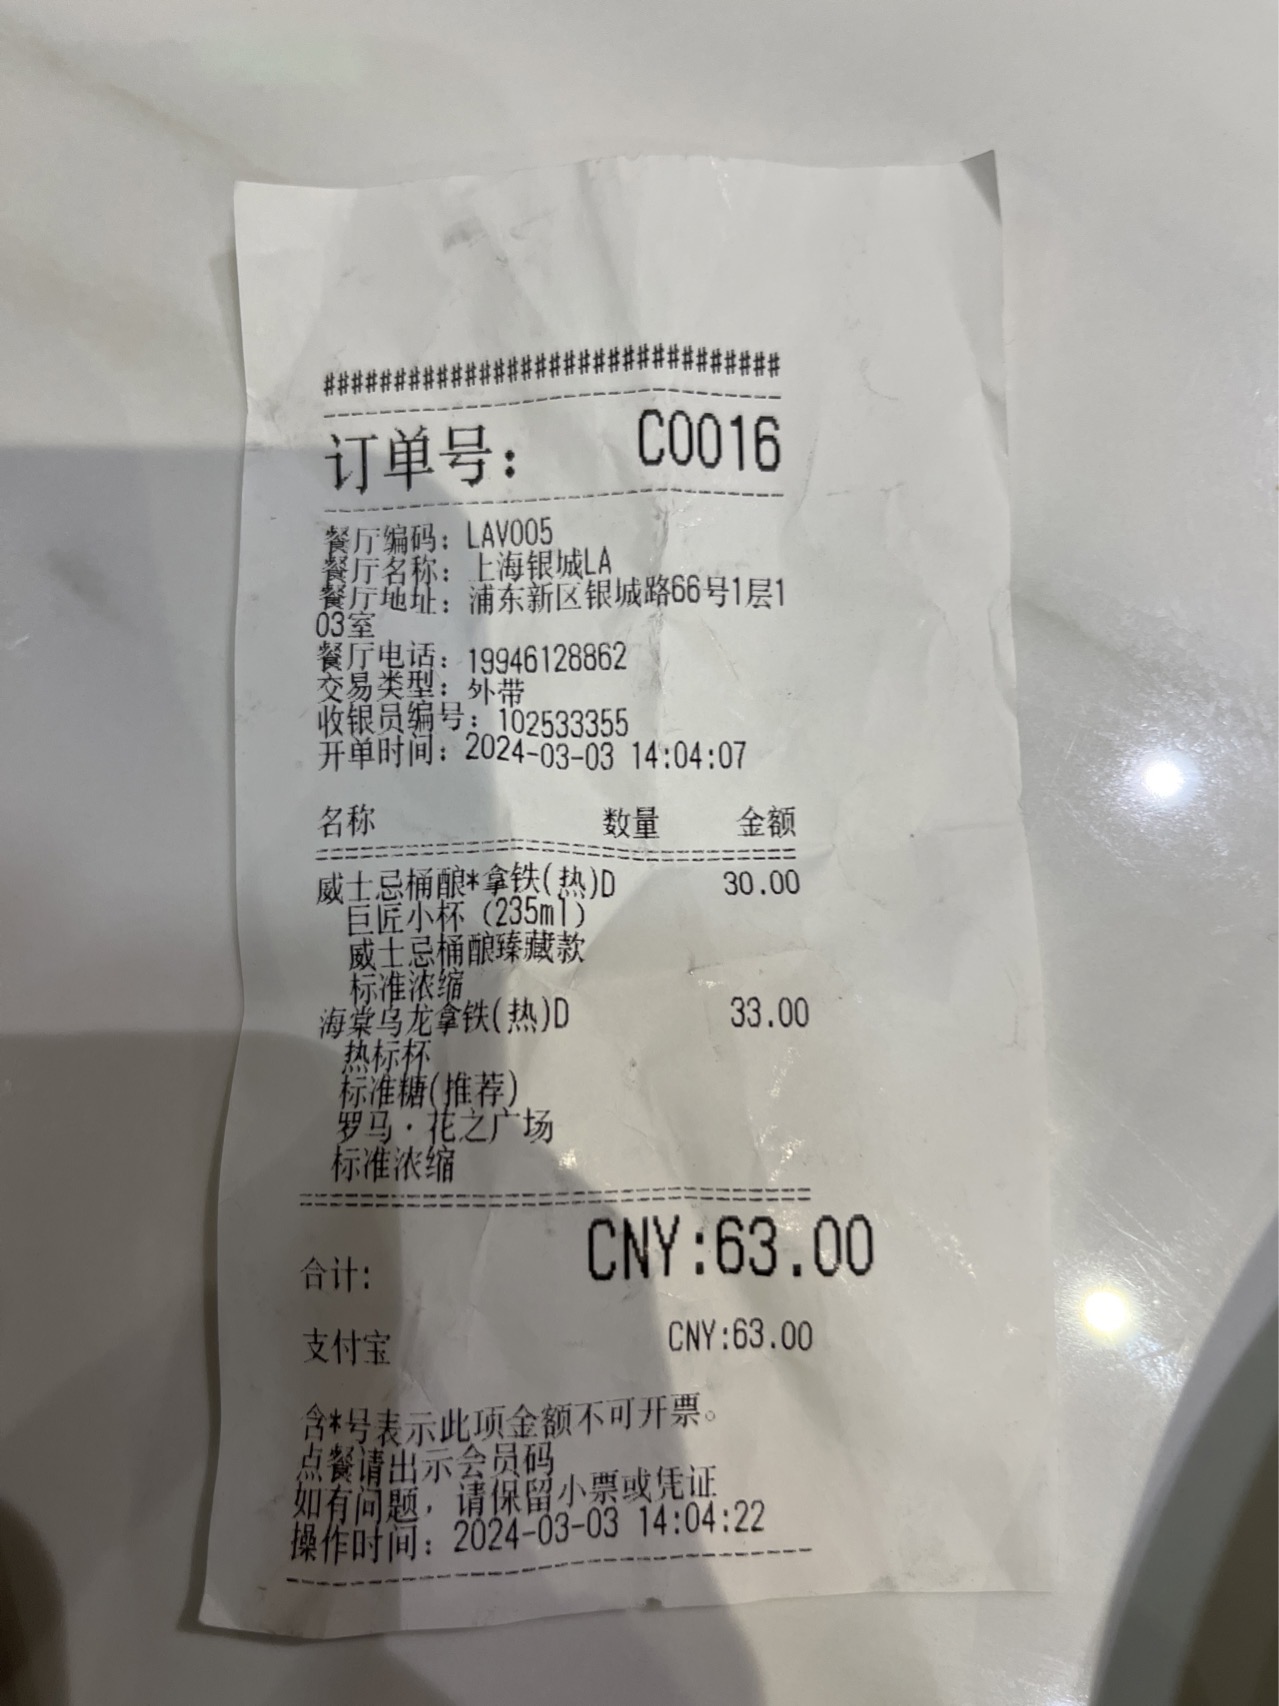 ################################
订单号： C0016
餐厅编码：LAV005
餐厅名称：上海银城LA
餐厅地址：浦东新区银城路66号1层1
03室
餐厅电话：19946128862
交易类型：外带
收银员编号：102533355
开单时间：2024-03-03 14:04:07
名称 数量 金额
威士忌桶酿*拿铁(热)D 30.00
巨匠小杯（235ml）
威士忌桶酿臻藏款
标准浓缩
海棠乌龙拿铁(热)D 33.00
热标杯
标准糖(推荐)
罗马·花之广场
标准浓缩
合计: CNY:63.00
支付宝 CNY:63.00
含*号表示此项金额不可开票。
点餐请出示会员码
如有问题，请保留小票或凭证
操作时间：2024-03-03 14:04:22